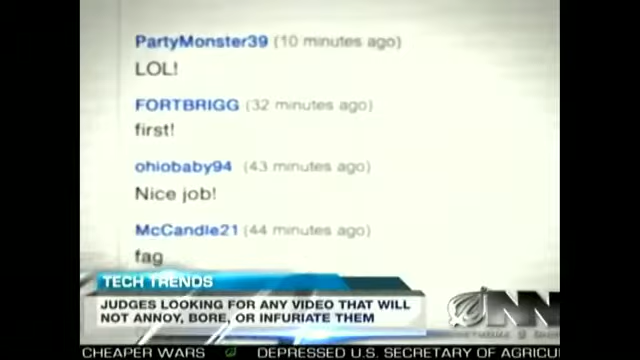 PartyMonster39 (10 minutes ago)
LOL!
FORTBRIGG (32 minutes ago)
first!
ohiobaby94 (43 minutes ago)
Nice job!
McCandle21 (44 minutes ago)
fag
TECH TRENDS
JUDGES LOOKING FOR ANY VIDEO THAT WILL
NOT ANNOY, BORE, OR INFURIATE THEM
ONN
CHEAPER WARS DEPRESSED U.S. SECRETARY OF AGRICU